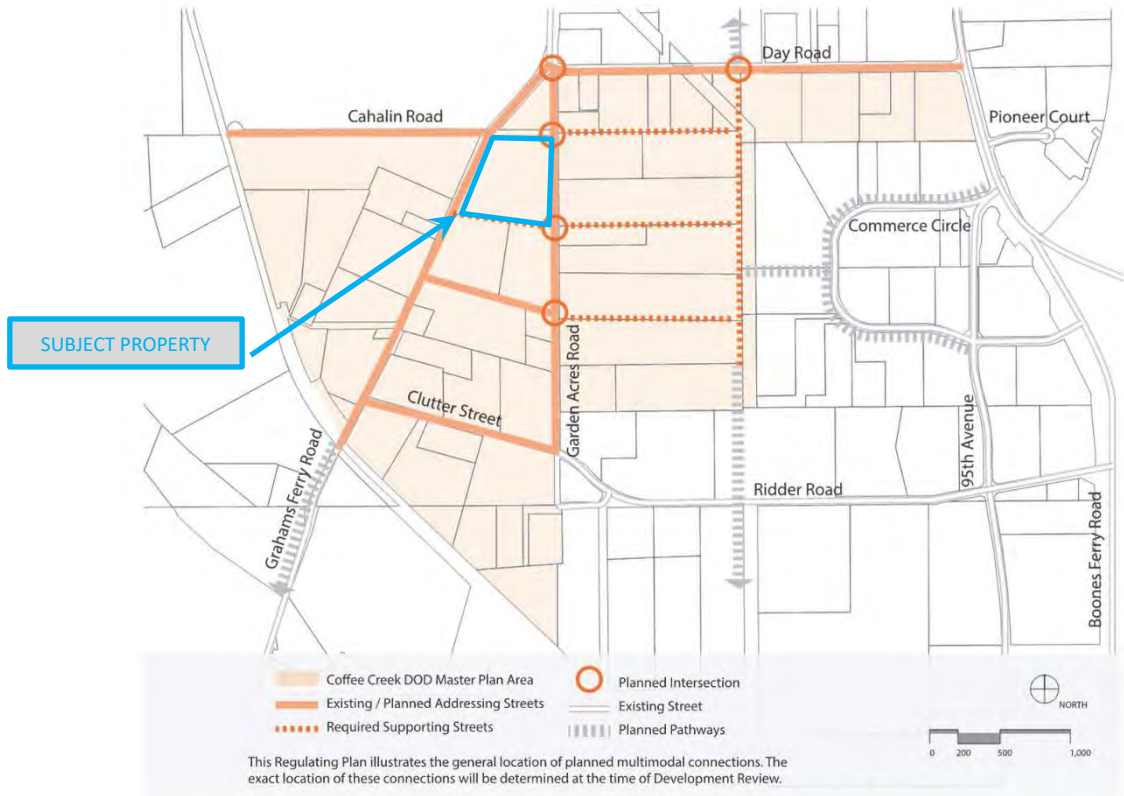 Day Road
Cahalin Road
Pioneer Court
Commerce Circle
SUBJECT PROPERTY
Garden Acres Road
Clutter Street
95th Avenue
Grahams Ferry Road
Ridder Road
Boones Ferry Road
Coffee Creek DOD Master Plan Area
Planned Intersection
Existing / Planned Addressing Streets
Existing Street
NORTH
Required Supporting Streets
Planned Pathways
0 200 500 1,000
This Regulating Plan illustrates the general location of planned multimodal connections. The
exact location of these connections will be determined at the time of Development Review.